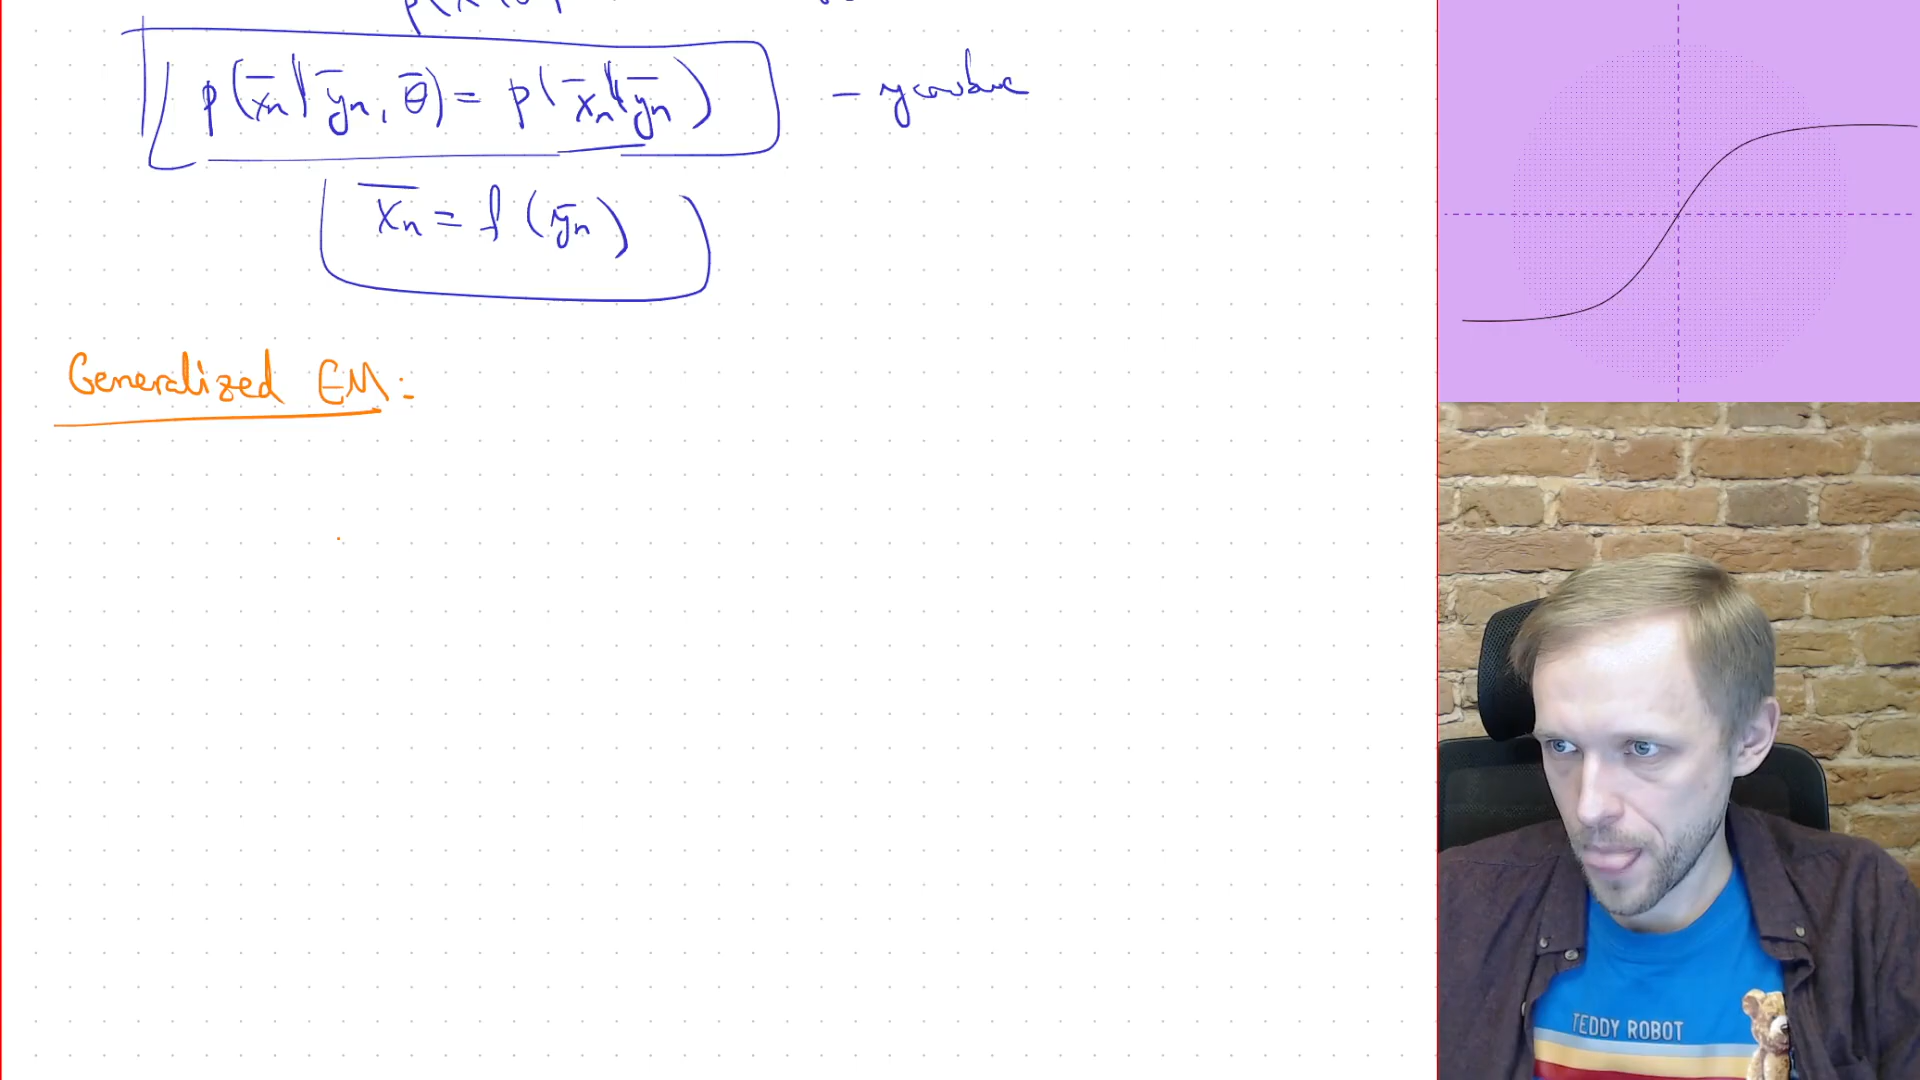 p(x̄n | ȳn, θ̄) = p(x̄n | ȳn) – условие
x̄n = f(ȳn)
Generalized EM:
TEDDY ROBOT